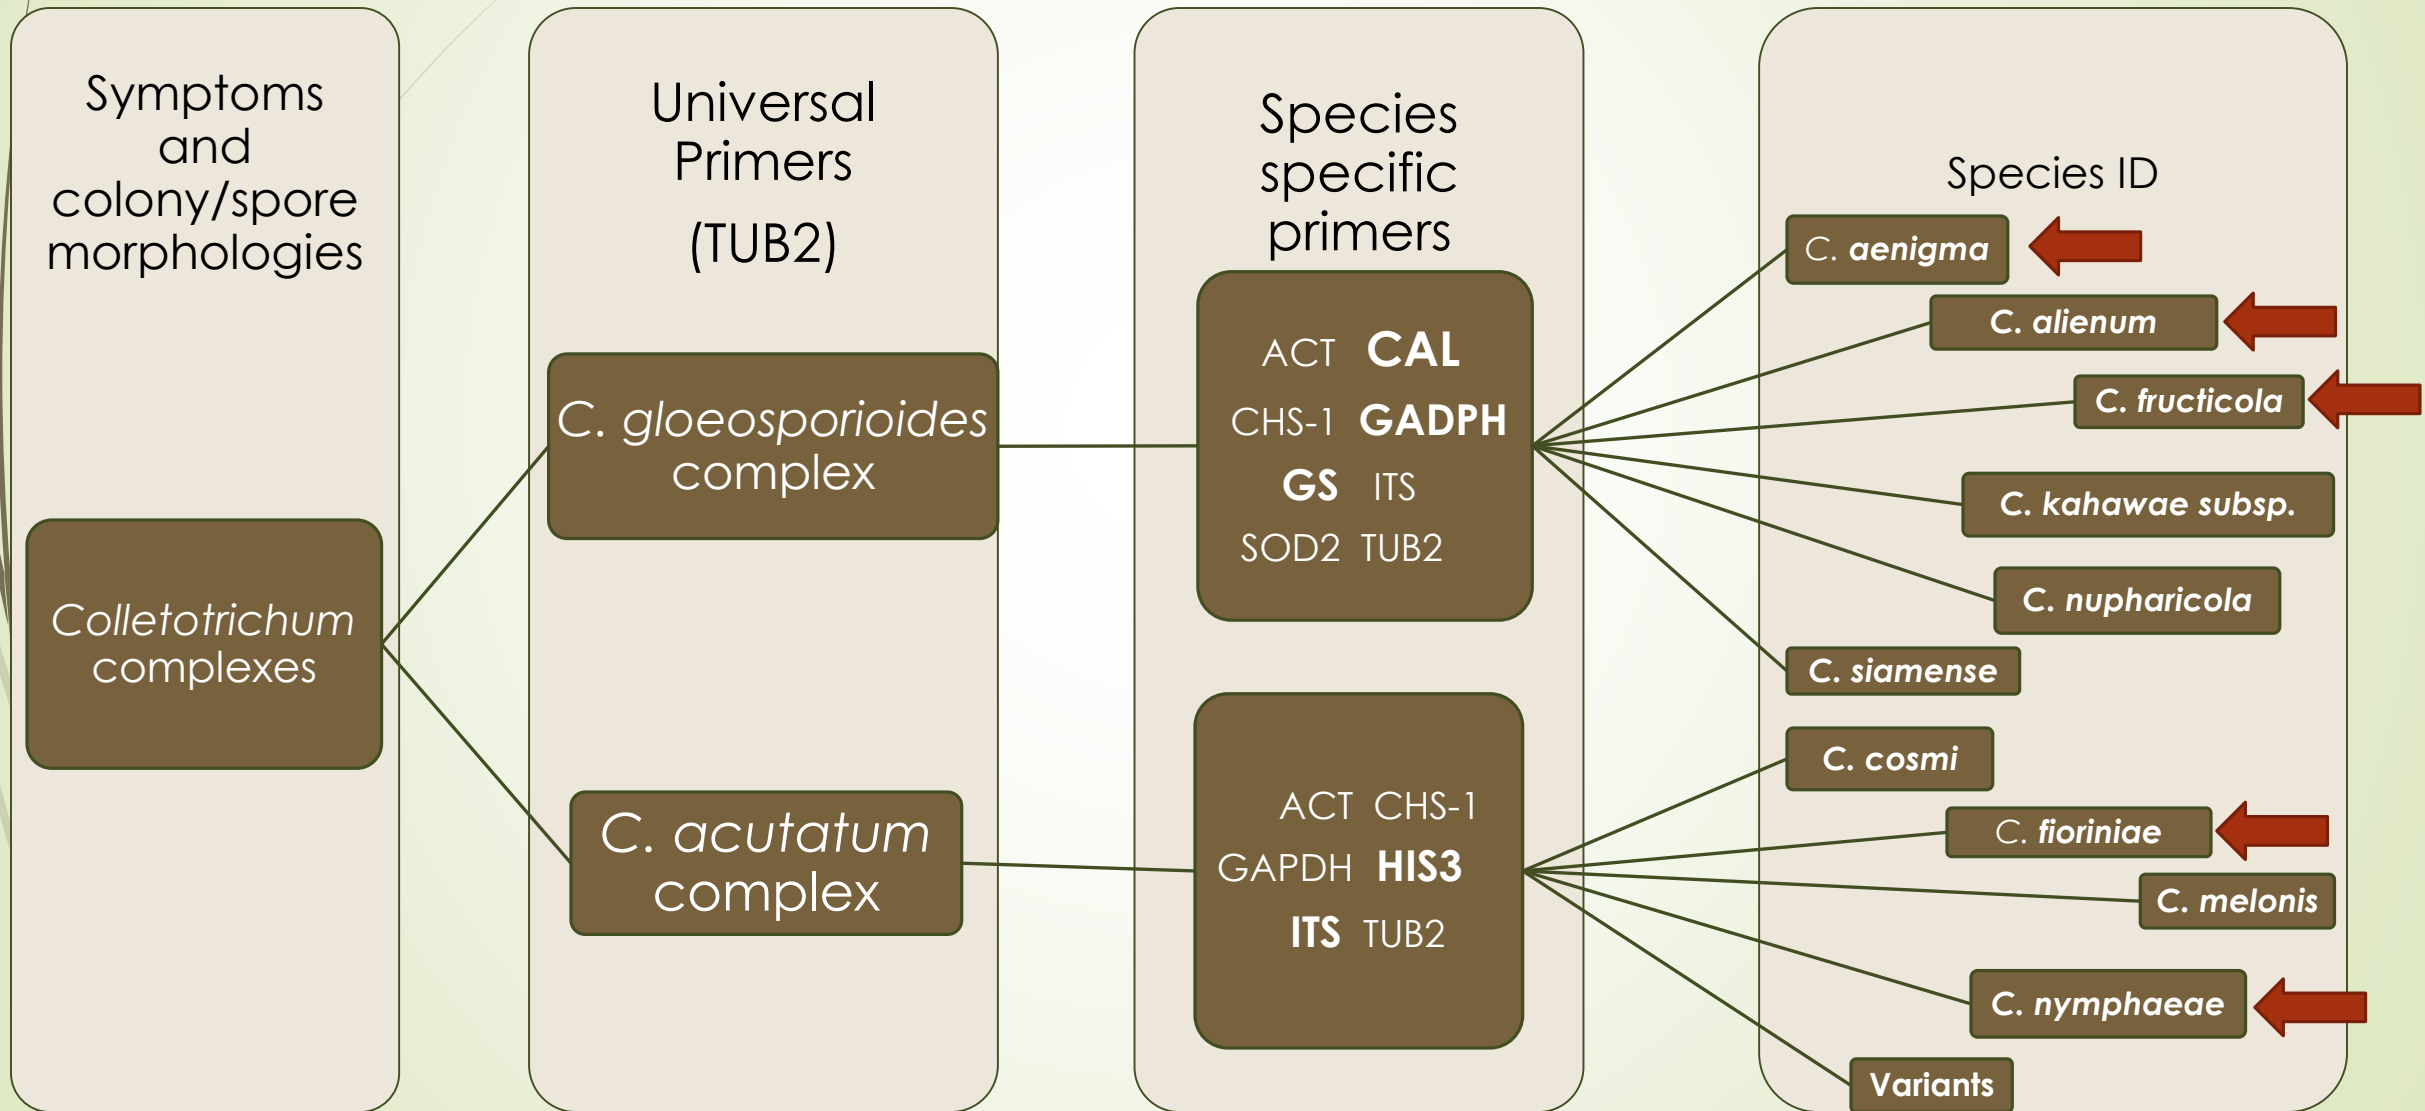 Symptoms
and
colony/spore
morphologies
Colletotrichum
complexes
Universal
Primers
(TUB2)
C. gloeosporioides
complex
C. acutatum
complex
Species
specific
primers
ACT CAL
CHS-1 GADPH
GS ITS
SOD2 TUB2
ACT CHS-1
GAPDH HIS3
ITS TUB2
Species ID
C. aenigma
C. alienum
C. fructicola
C. kahawae subsp.
C. nupharicola
C. siamense
C. cosmi
C. fioriniae
C. melonis
C. nymphaeae
Variants